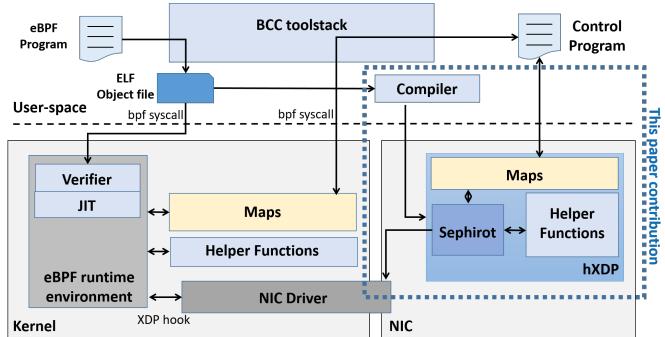 eBPF
Program
BCC toolstack
Control
Program
ELF
Object file
Compiler
User-space
bpf syscall
bpf syscall
This paper contribution
Verifier
JIT
Maps
Helper Functions
eBPF runtime
environment
NIC Driver
XDP hook
Kernel
Maps
Sephirot
Helper
Functions
hXDP
NIC